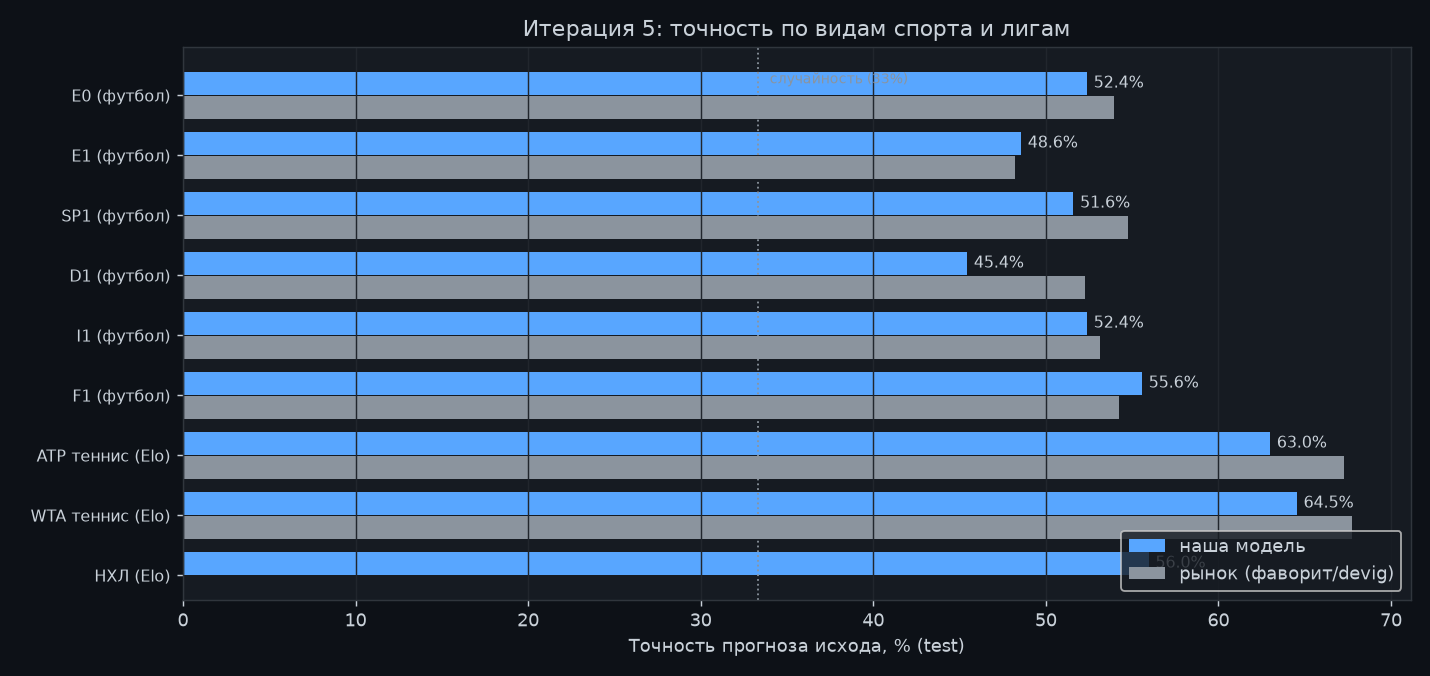 Итерация 5: точность по видам спорта и лигам
случайность (33%)
E0 (футбол)
52.4%
E1 (футбол)
48.6%
SP1 (футбол)
51.6%
D1 (футбол)
45.4%
I1 (футбол)
52.4%
F1 (футбол)
55.6%
ATP теннис (Elo)
63.0%
WTA теннис (Elo)
64.5%
НХЛ (Elo)
56.0%
наша модель
рынок (фаворит/devig)
0 10 20 30 40 50 60 70
Точность прогноза исхода, % (test)